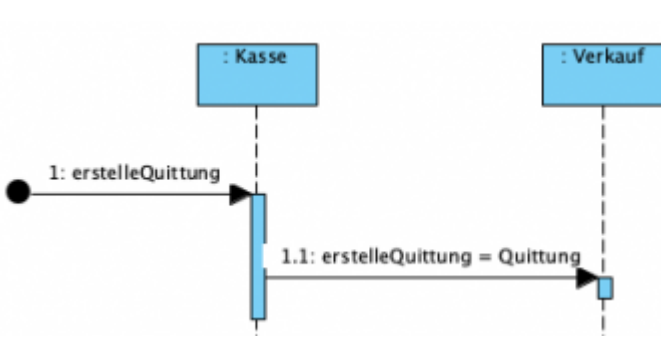 : Kasse
: Verkauf
1: erstelleQuittung
1.1: erstelleQuittung = Quittung